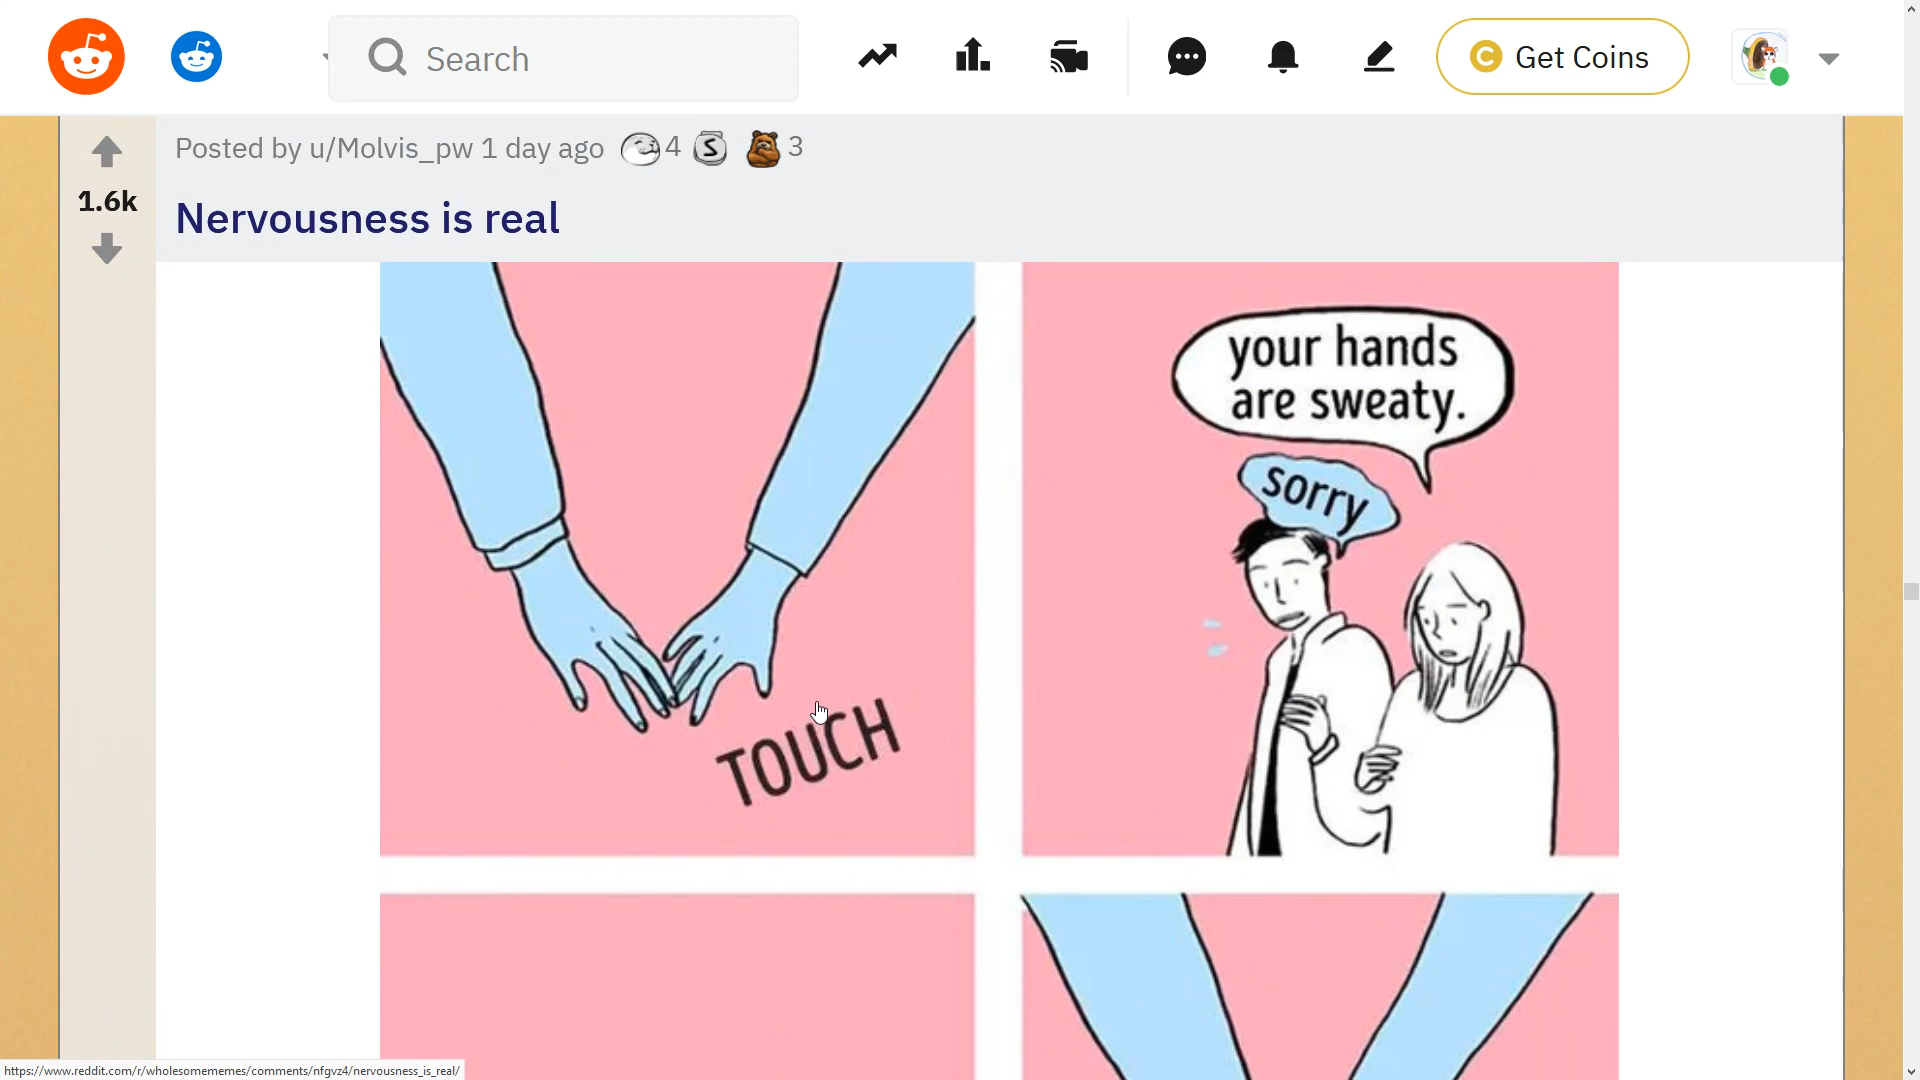 Search
Get Coins
Posted by u/Molvis_pw 1 day ago 4 S 3
1.6k
Nervousness is real
your hands
are sweaty.
sorry
TOUCH
https://www.reddit.com/r/wholesomememes/comments/nfgvz4/nervousness_is_real/